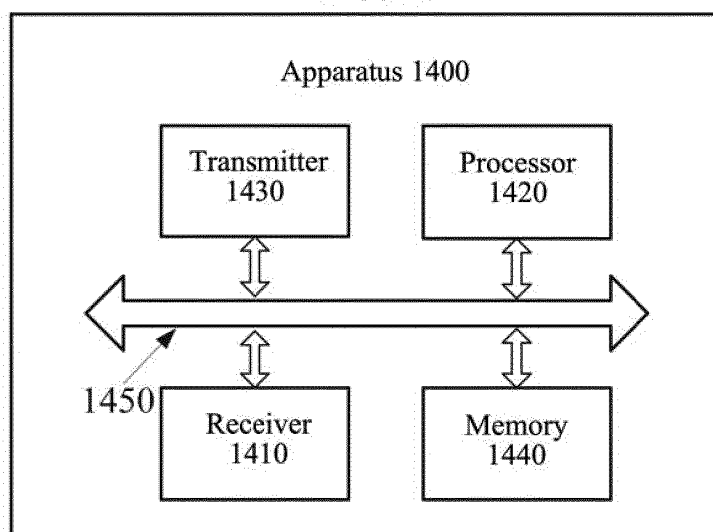 Apparatus 1400
Transmitter
1430
Processor
1420
1450
Receiver
1410
Memory
1440